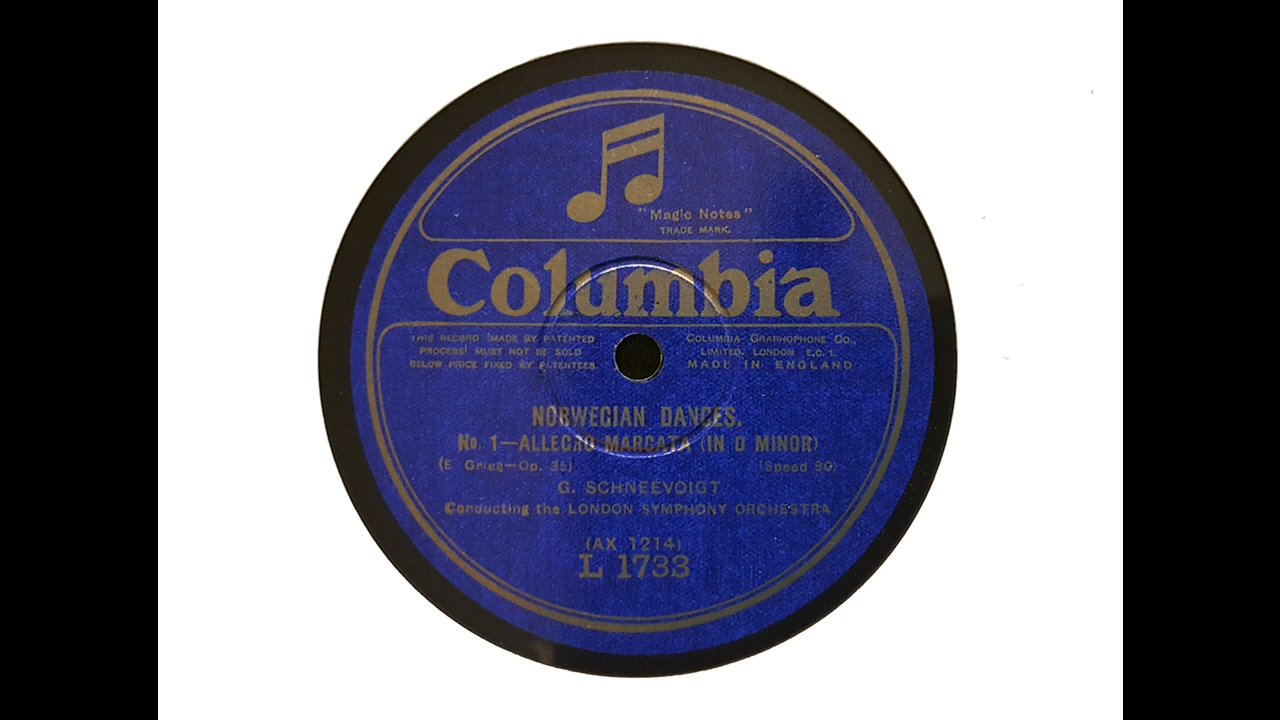 "Magic Notes"
TRADE MARK.
Columbia
THIS RECORD (MADE BY PATENTED
PROCESS) MUST NOT BE SOLD
BELOW PRICE FIXED BY PATENTEES.
COLUMBIA GRAPHOPHONE CO.,
LIMITED. LONDON E.C.1.
MADE IN ENGLAND
NORWEGIAN DANCES.
No. 1—ALLEGRO MARCATA (IN D MINOR)
(E Grieg—Op. 35) (Speed 80)
G. SCHNEEVOIGT
Conducting the LONDON SYMPHONY ORCHESTRA
(AX 1214)
L 1733